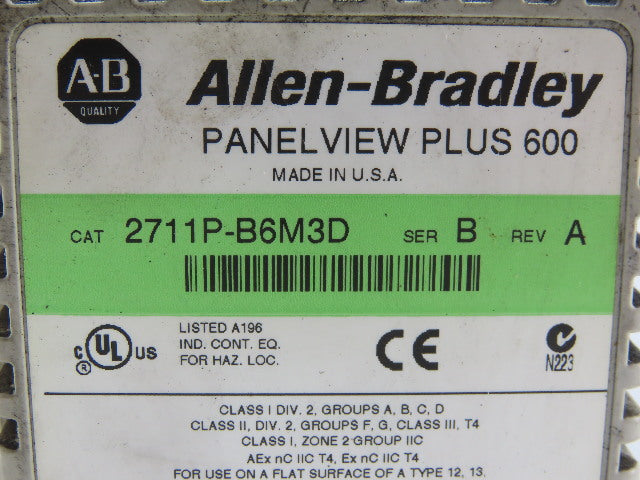 A-B
QUALITY
Allen-Bradley
PANELVIEW PLUS 600
MADE IN U.S.A.
CAT 2711P-B6M3D SER B REV A
c UL US
®
LISTED A196
IND. CONT. EQ.
FOR HAZ. LOC.
CE
N223
CLASS I DIV. 2, GROUPS A, B, C, D
CLASS II, DIV. 2, GROUPS F, G, CLASS III, T4
CLASS I, ZONE 2 GROUP IIC
AEx nC IIC T4, Ex nC IIC T4
FOR USE ON A FLAT SURFACE OF A TYPE 12, 13,